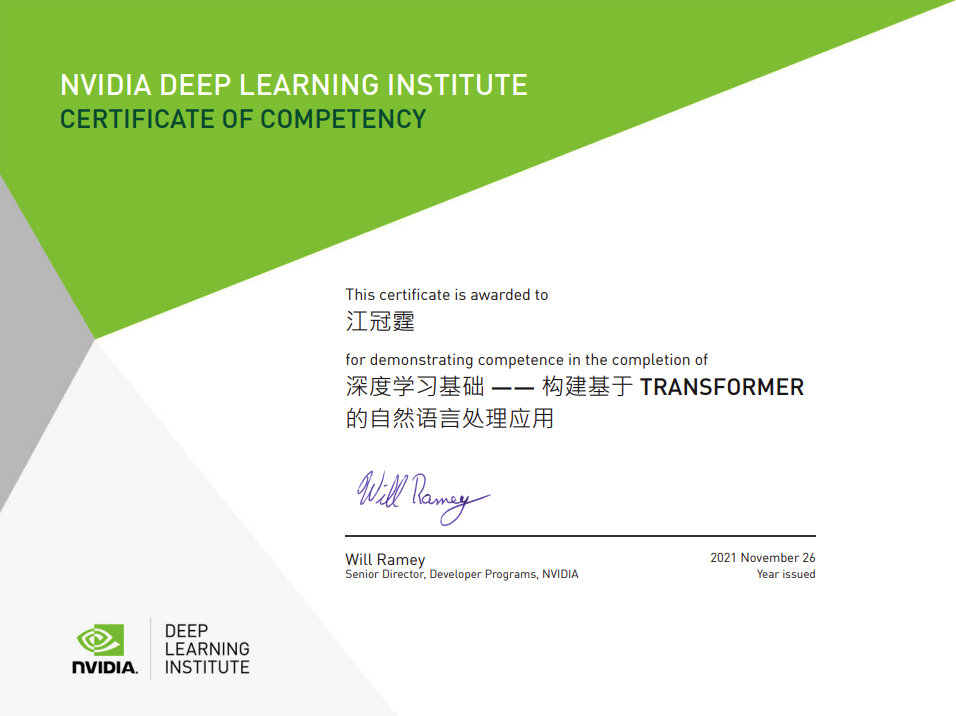 NVIDIA DEEP LEARNING INSTITUTE
CERTIFICATE OF COMPETENCY
This certificate is awarded to
江冠霆
for demonstrating competence in the completion of
深度学习基础 —— 构建基于 TRANSFORMER
的自然语言处理应用
Will Ramey
Will Ramey
2021 November 26
Senior Director, Developer Programs, NVIDIA
Year issued
NVIDIA.
DEEP
LEARNING
INSTITUTE